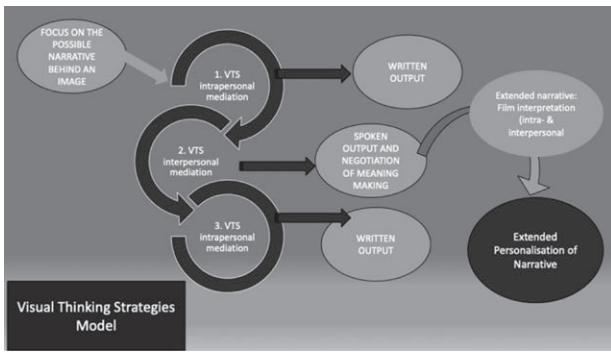 FOCUS ON THE
POSSIBLE
NARRATIVE
BEHIND AN
IMAGE
1. VTS
intrapersonal
mediation
WRITTEN
OUTPUT
2. VTS
interpersonal
mediation
SPOKEN
OUTPUT AND
NEGOTIATION
OF MEANING
MAKING
Extended narrative:
Film interpretation
(intra- &
interpersonal
3. VTS
intrapersonal
mediation
WRITTEN
OUTPUT
Extended
Personalisation of
Narrative
Visual Thinking Strategies
Model